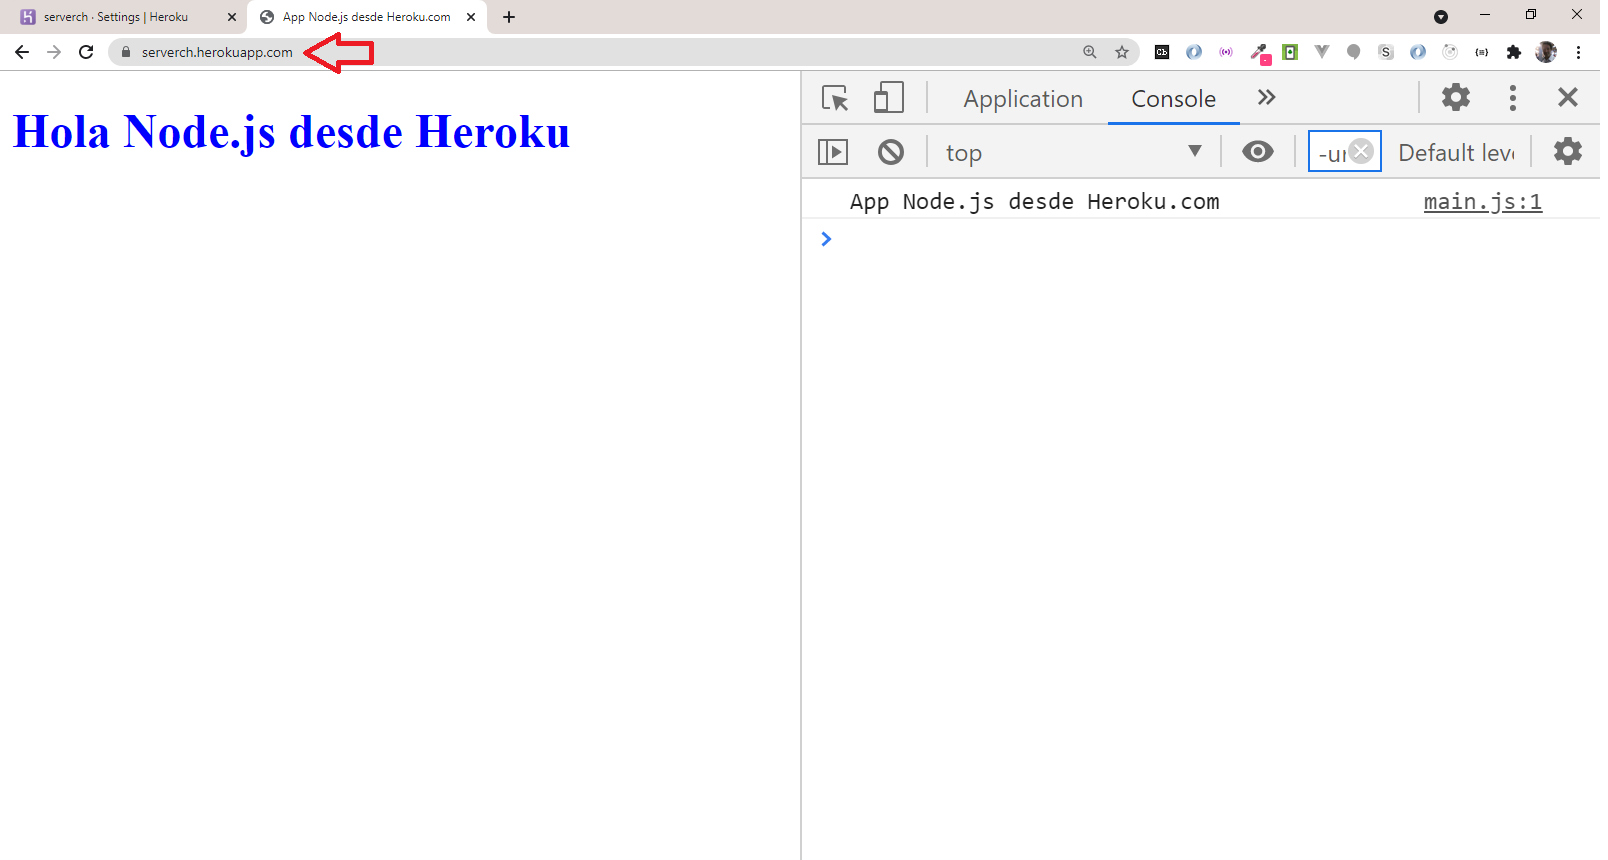 serverch · Settings | Heroku
App Node.js desde Heroku.com
serverch.herokuapp.com
Cb
S
Hola Node.js desde Heroku
Application
Console
top
Default
App Node.js desde Heroku.com
main.js:1